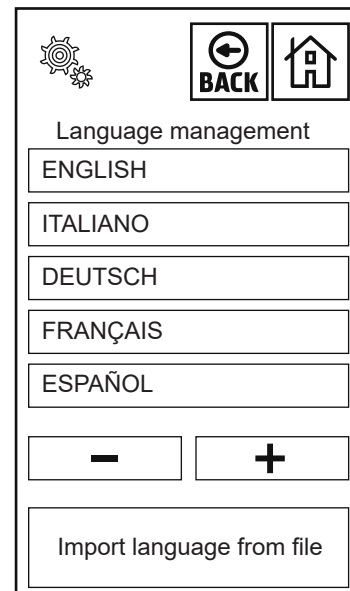 BACK
Language management
ENGLISH
ITALIANO
DEUTSCH
FRANÇAIS
ESPAÑOL
− +
Import language from file